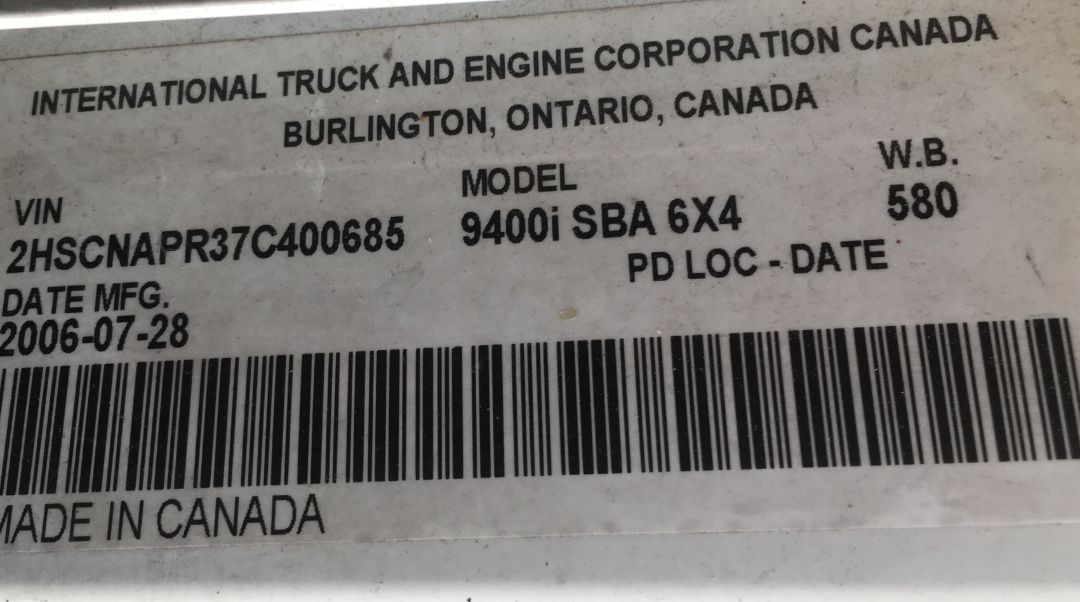 INTERNATIONAL TRUCK AND ENGINE CORPORATION CANADA
BURLINGTON, ONTARIO, CANADA
VIN MODEL W.B.
2HSCNAPR37C400685 9400i SBA 6X4 580
DATE MFG. PD LOC - DATE
2006-07-28
MADE IN CANADA